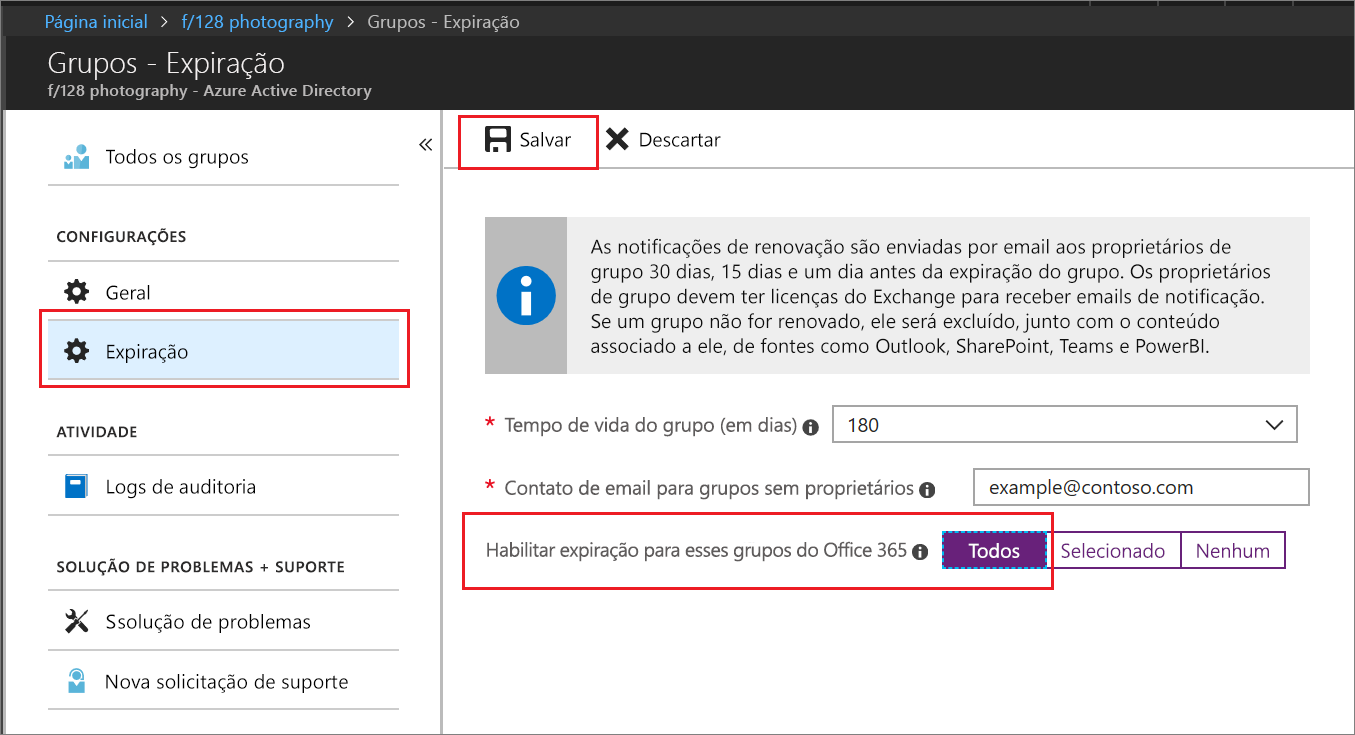 Página inicial > f/128 photography > Grupos - Expiração
Grupos - Expiração
f/128 photography - Azure Active Directory
Todos os grupos
«
CONFIGURAÇÕES
Geral
Expiração
ATIVIDADE
Logs de auditoria
SOLUÇÃO DE PROBLEMAS + SUPORTE
Ssolução de problemas
Nova solicitação de suporte
Salvar Descartar
As notificações de renovação são enviadas por email aos proprietários de
grupo 30 dias, 15 dias e um dia antes da expiração do grupo. Os proprietários
de grupo devem ter licenças do Exchange para receber emails de notificação.
Se um grupo não for renovado, ele será excluído, junto com o conteúdo
associado a ele, de fontes como Outlook, SharePoint, Teams e PowerBI.
* Tempo de vida do grupo (em dias) 180
* Contato de email para grupos sem proprietários example@contoso.com
Habilitar expiração para esses grupos do Office 365 Todos Selecionado Nenhum